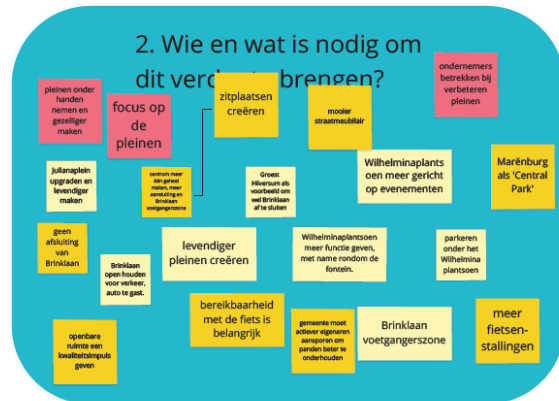 2. Wie en wat is nodig om
dit verder brengen?
pleinen onder
handen
nemen en
gezelliger
maken
focus op
de
pleinen
zitplaatsen
creëren
mooier
straatmeubilair
ondernemers
betrekken bij
verbeteren
pleinen
Julianaplein
upgraden en
levendiger
maken
centrum meer
één geheel
maken, meer
aansluiting en
Brinklaan
voetgangerszone
Groest
Hilversum als
voorbeeld om
wel Brinklaan
af te sluiten
Wilhelminaplants
oen meer gericht
op evenementen
Marënburg
als 'Central
Park'
geen
afsluiting
van
Brinklaan
Brinklaan
open houden
voor verkeer,
auto te gast.
levendiger
pleinen creëren
Wilhelminaplantsoen
meer functie geven,
met name rondom de
fontein.
parkeren
onder het
Wilhelmina
plantsoen
openbare
ruimte een
kwaliteitsimpuls
geven
bereikbaarheid
met de fiets is
belangrijk
gemeente moet
actiever eigenaren
aansporen om
panden beter te
onderhouden
Brinklaan
voetgangerszone
meer
fietsen-
stallingen